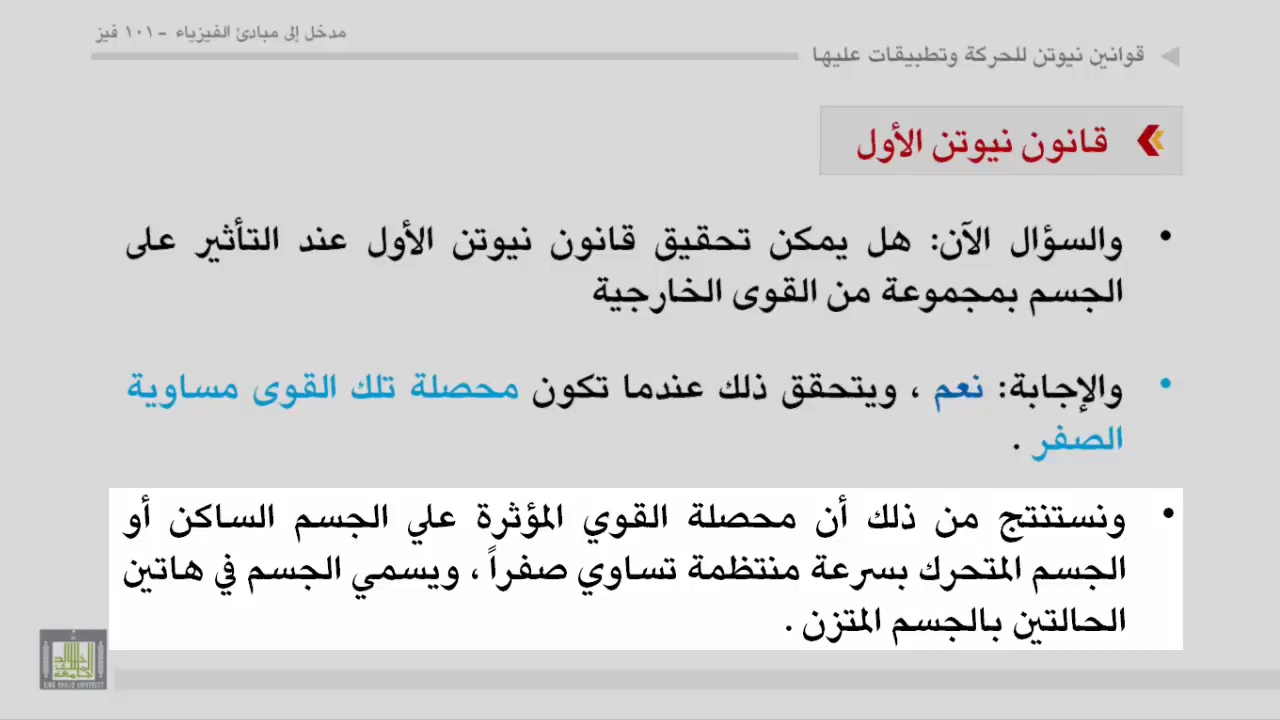 مدخل إلى مبادئ الفيزياء - ١٠١ فيز
قوانين نيوتن للحركة وتطبيقات عليها
قانون نيوتن الأول
• والسؤال الآن: هل يمكن تحقيق قانون نيوتن الأول عند التأثير على
الجسم بمجموعة من القوى الخارجية
• والإجابة: نعم ، ويتحقق ذلك عندما تكون محصلة تلك القوى مساوية
الصفر .
• ونستنتج من ذلك أن محصلة القوي المؤثرة علي الجسم الساكن أو
الجسم المتحرك بسرعة منتظمة تساوي صفراً ، ويسمي الجسم في هاتين
الحالتين بالجسم المتزن .
KING KHALID UNIVERSITY